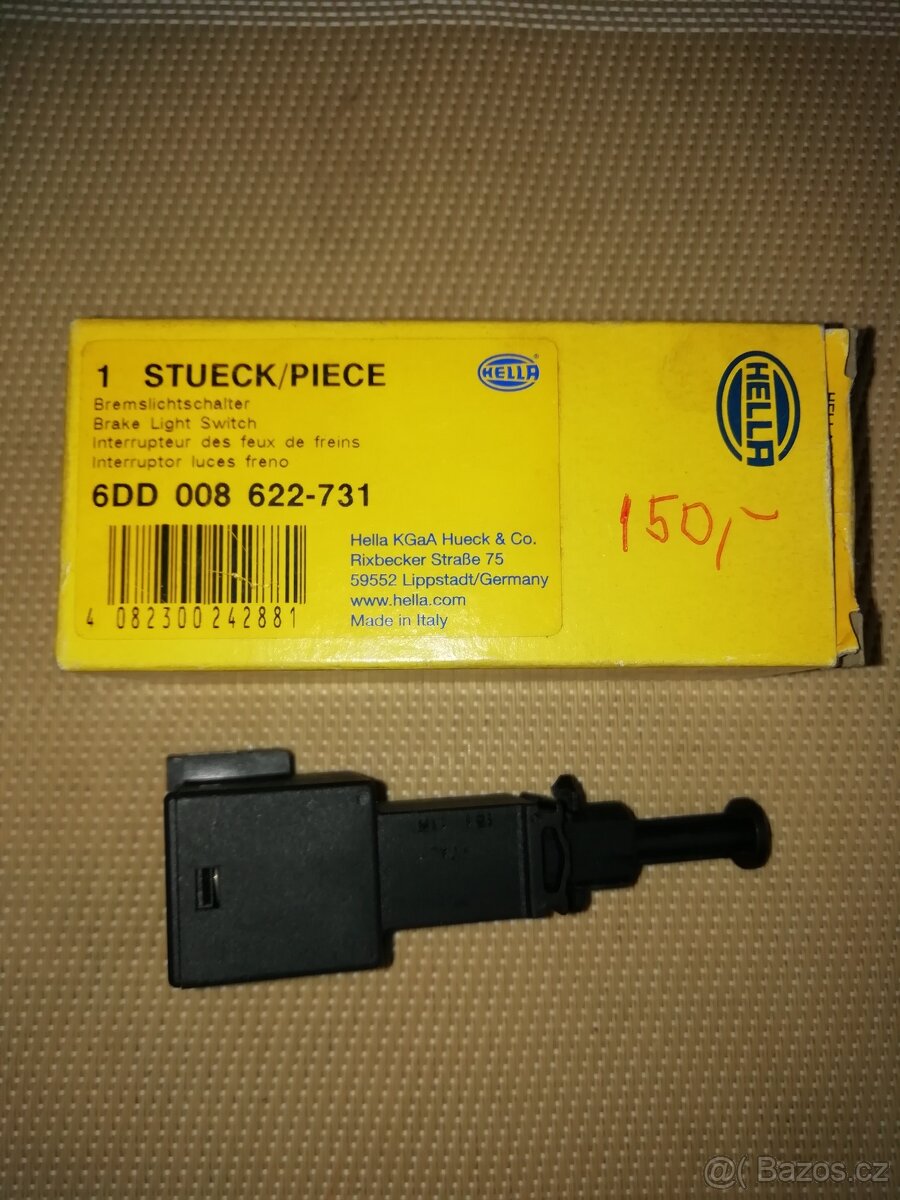 1 STUECK/PIECE
HELLA
Bremslichtschalter
Brake Light Switch
Interrupteur des feux de freins
Interruptor luces freno
6DD 008 622-731
4 082300 242881
Hella KGaA Hueck & Co.
Rixbecker Straße 75
59552 Lippstadt/Germany
www.hella.com
Made in Italy
HELLA
150,-
@( Bazos.cz